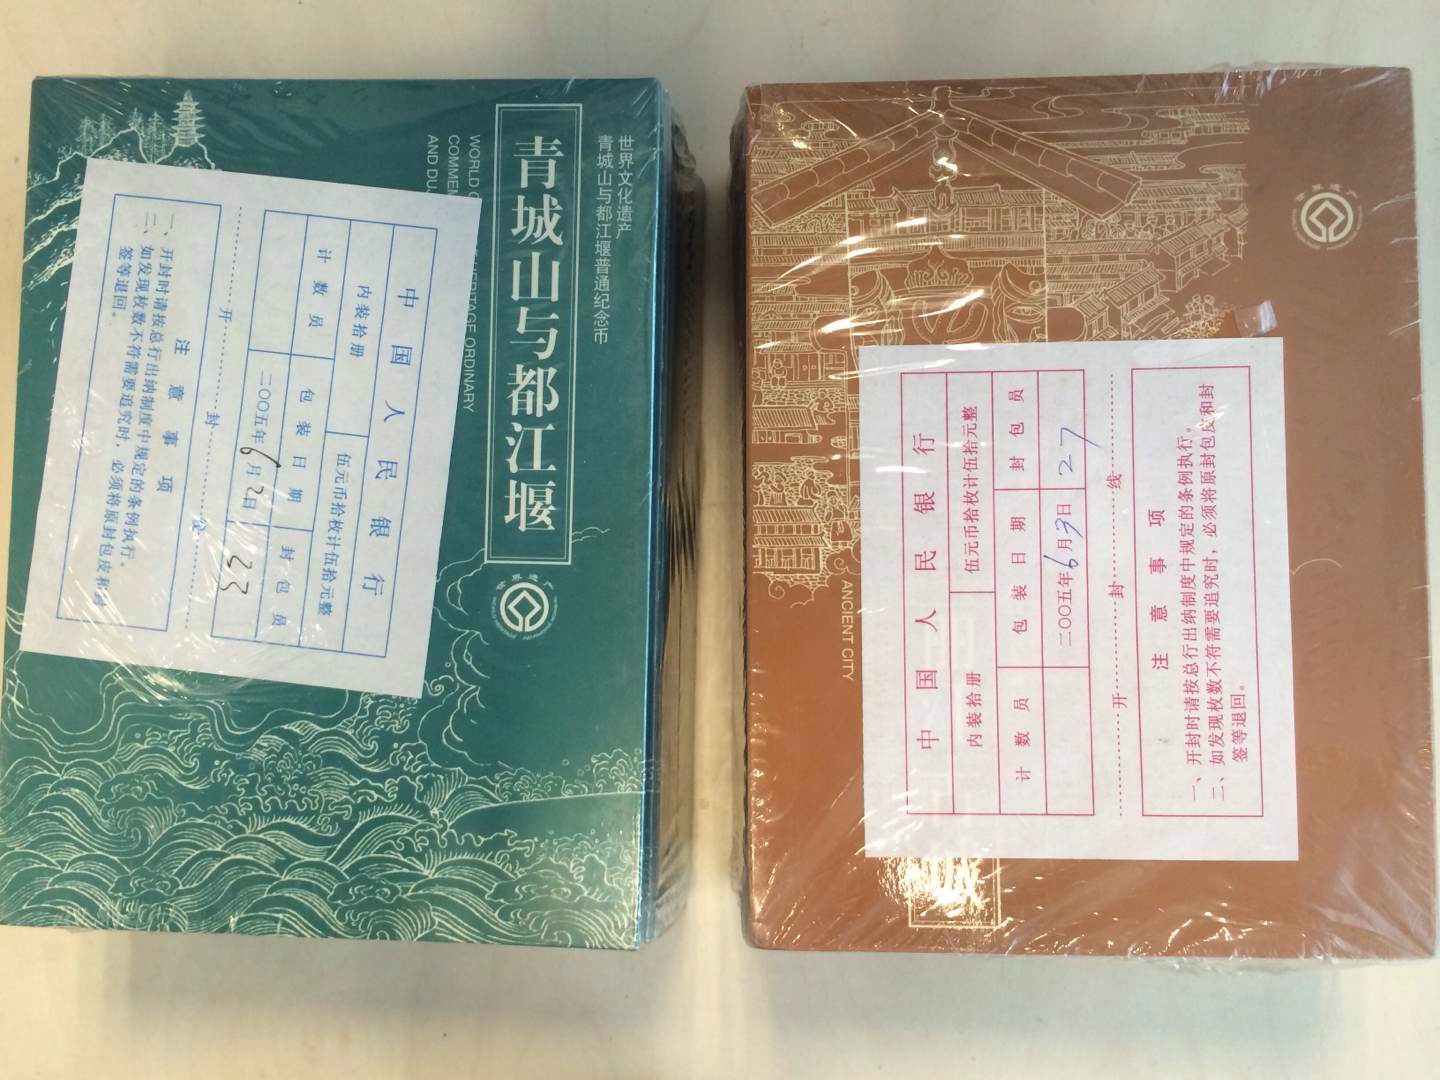 世界文化遗产
青城山与都江堰普通纪念币
青城山与都江堰
WORLD
HERITAGE ORDINARY
AND DU
世界遗产
中国人民银行
内装拾册
伍元币拾枚计伍拾元整
计数员
包装日期
封包员
二〇〇五年6月2日
开
封
注意事项
一、开封时请按总行出纳制度中规定的条例执行。
二、如发现枚数不符需要追究时，必须将原封包皮和封
签等退回。
ANCIENT CITY
中国人民银行
内装拾册
伍元币拾枚计伍拾元整
计数员
包装日期
封包员
二〇〇五年6月3日
27
开封线
注意事项
一、开封时请按总行出纳制度中规定的条例执行。
二、如发现枚数不符需要追究时，必须将原封包皮和封
签等退回。